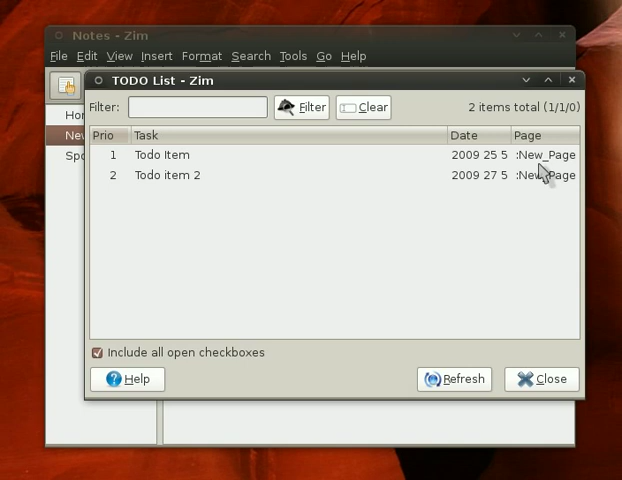 Notes - Zim
File Edit View Insert Format Search Tools Go Help
TODO List - Zim
Filter: Filter Clear 2 items total (1/1/0)
Prio Task Date Page
1 Todo Item 2009 25 5 :New_Page
2 Todo item 2 2009 27 5 :New_Page
Include all open checkboxes
Help Refresh Close